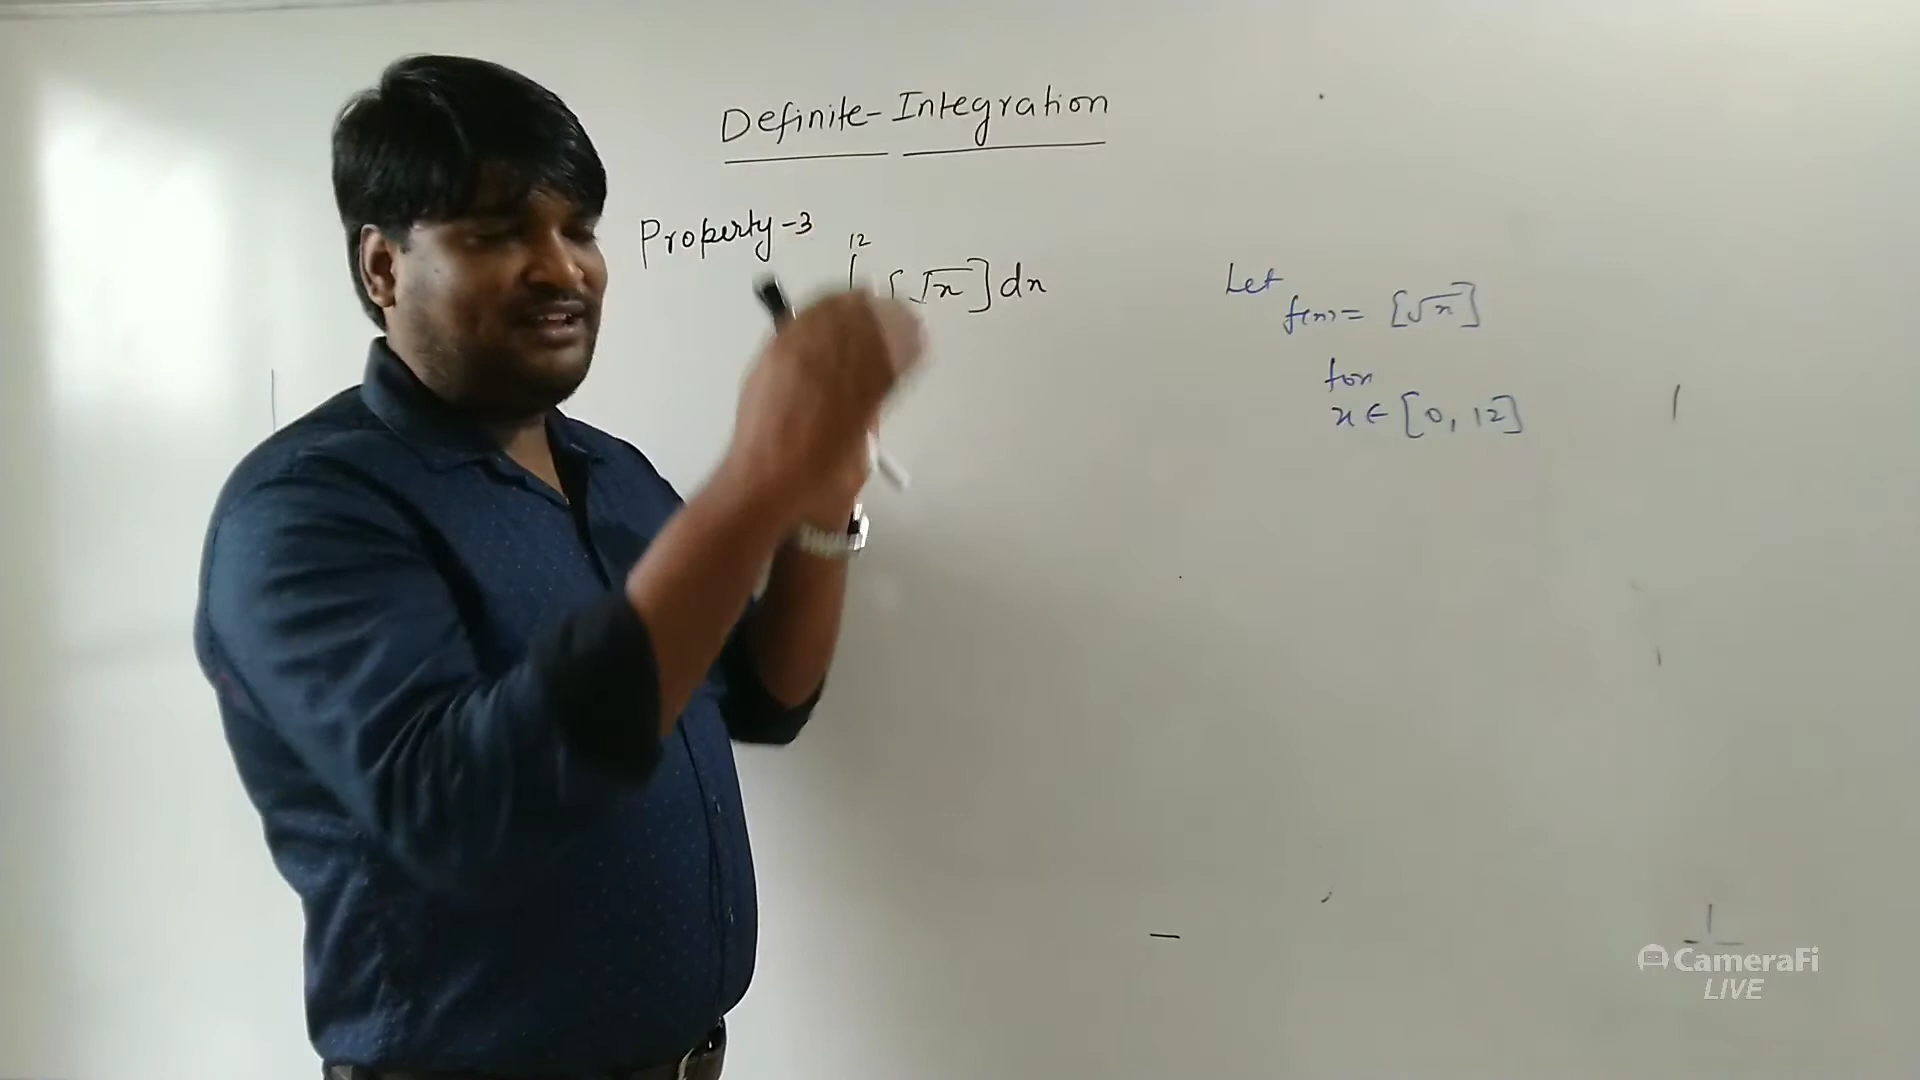 Definite-Integration
Property-3
12
∫ [√x] dx
Let
f(x) = [√x]
for
x ∈ [0, 12]
CameraFi
LIVE